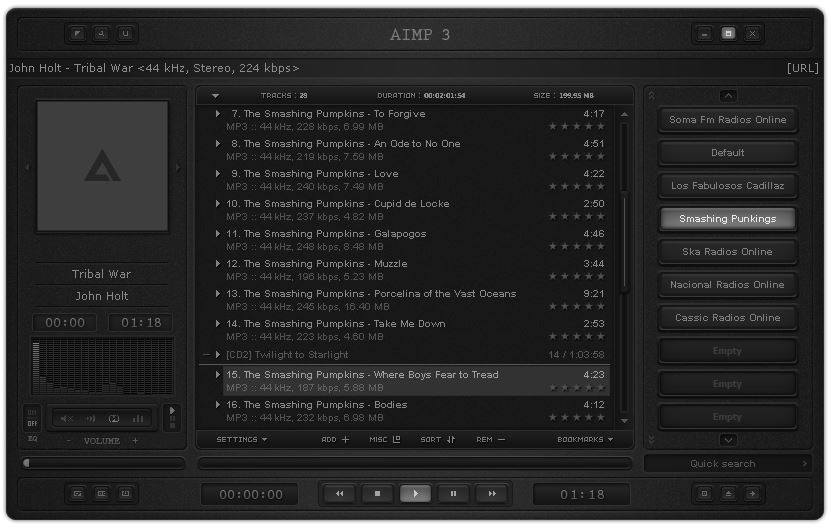 AIMP 3
John Holt - Tribal War <44 kHz, Stereo, 224 kbps> [URL]
TRACKS : 28 DURATION : 00:02:01:54 SIZE : 199.95 MB
7. The Smashing Pumpkins - To Forgive 4:17
MP3 :: 44 kHz, 228 kbps, 6.99 MB
8. The Smashing Pumpkins - An Ode to No One 4:51
MP3 :: 44 kHz, 219 kbps, 7.59 MB
9. The Smashing Pumpkins - Love 4:22
MP3 :: 44 kHz, 240 kbps, 7.49 MB
10. The Smashing Pumpkins - Cupid de Locke 2:50
MP3 :: 44 kHz, 237 kbps, 4.82 MB
11. The Smashing Pumpkins - Galapogos 4:46
MP3 :: 44 kHz, 248 kbps, 8.48 MB
12. The Smashing Pumpkins - Muzzle 3:44
MP3 :: 44 kHz, 196 kbps, 5.23 MB
13. The Smashing Pumpkins - Porcelina of the Vast Oceans 9:21
MP3 :: 44 kHz, 245 kbps, 16.40 MB
14. The Smashing Pumpkins - Take Me Down 2:53
MP3 :: 44 kHz, 223 kbps, 4.60 MB
[CD2] Twilight to Starlight 14 / 1:03:58
15. The Smashing Pumpkins - Where Boys Fear to Tread 4:23
MP3 :: 44 kHz, 187 kbps, 5.88 MB
16. The Smashing Pumpkins - Bodies 4:12
MP3 :: 44 kHz, 232 kbps, 6.98 MB
SETTINGS ADD + MISC SORT REM - BOOKMARKS
Tribal War
John Holt
00:00 01:18
ON
OFF
EQ
- VOLUME +
Soma Fm Radios Online
Default
Los Fabulosos Cadillaz
Smashing Punkings
Ska Radios Online
Nacional Radios Online
Cassic Radios Online
Empty
Empty
Empty
Quick search
00:00:00 01:18